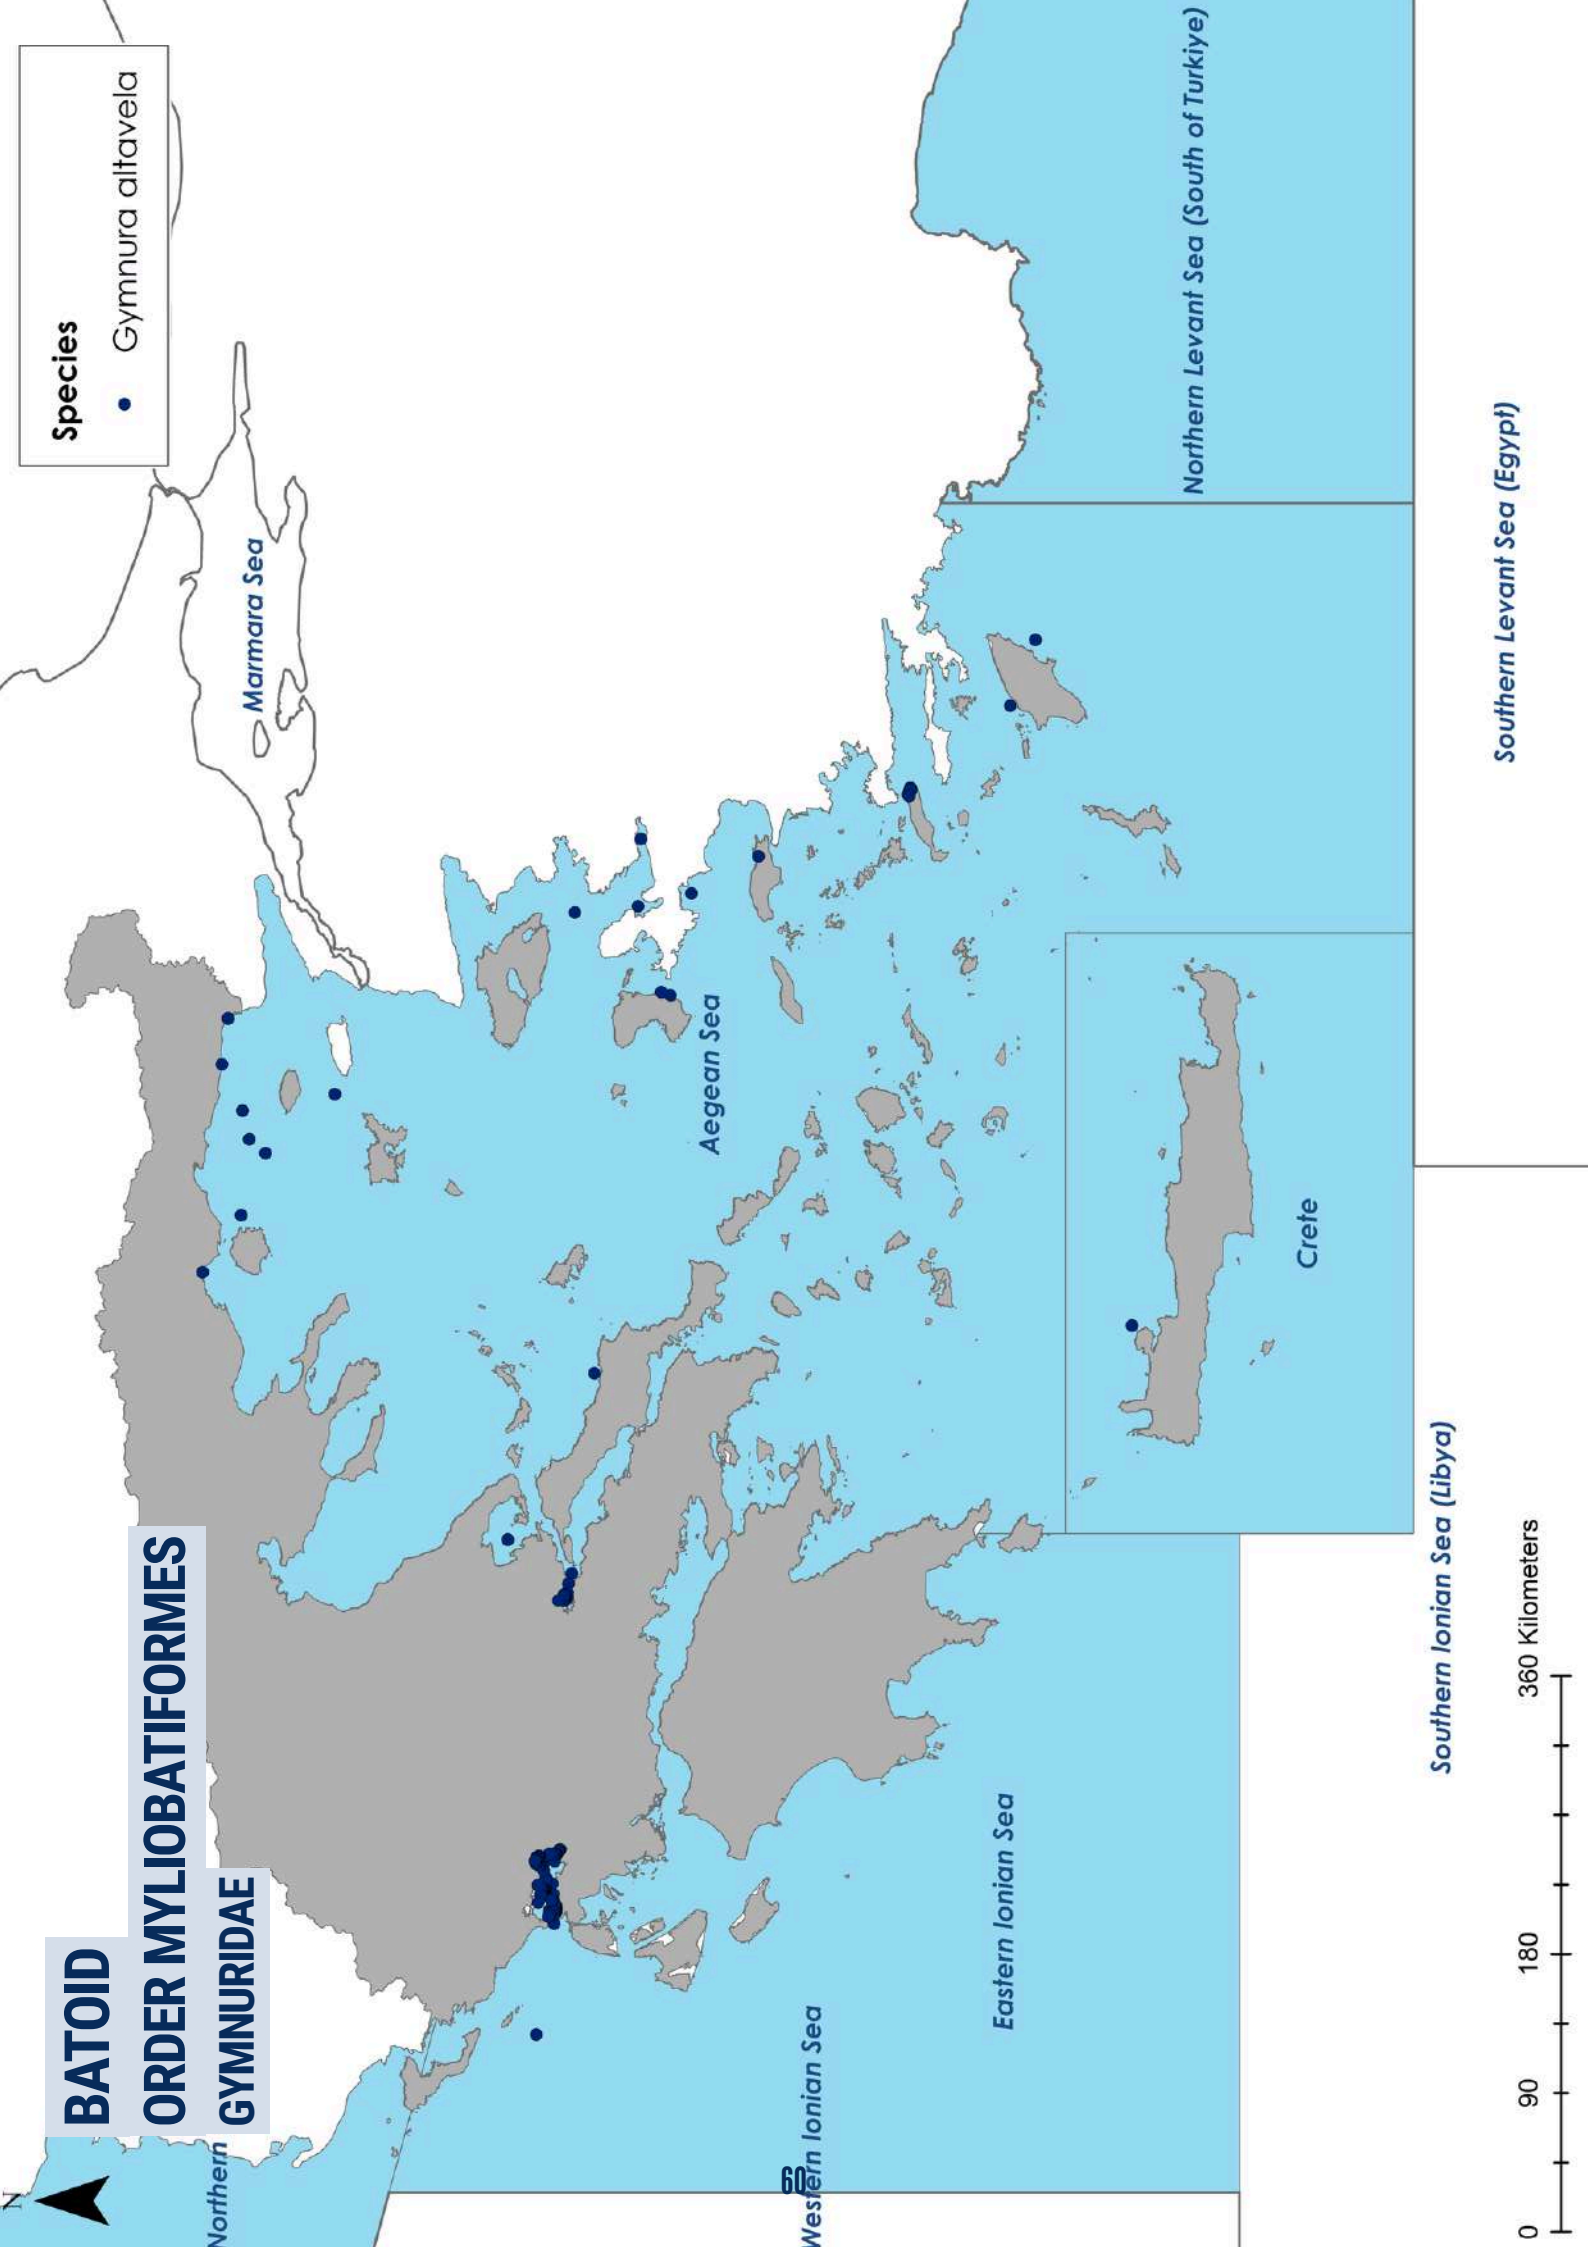 BATOID
ORDER MYLIOBATIFORMES
GYMNURIDAE
N
Species
Gymnura altavela
Northern
Marmara Sea
Aegean Sea
Western Ionian Sea
Eastern Ionian Sea
Crete
Northern Levant Sea (South of Turkiye)
Southern Ionian Sea (Libya)
Southern Levant Sea (Egypt)
0 90 180 360 Kilometers
60